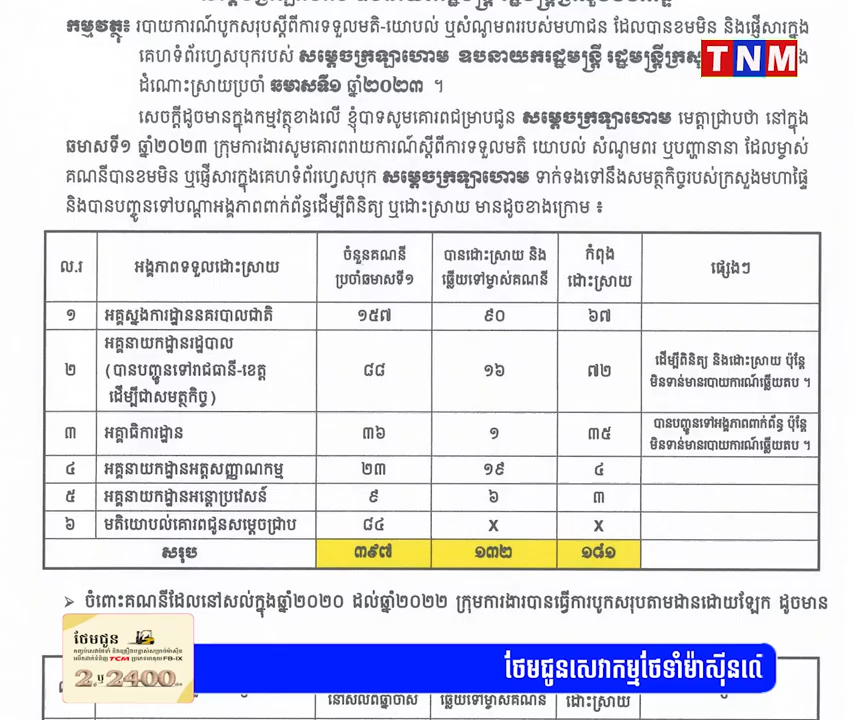 កម្មវត្ថុ៖ របាយការណ៍បូកសរុបស្តីពីការទទួលមតិ-យោបល់ ឬសំណូមពររបស់មហាជន ដែលបានខមមិន និងផ្ញើសារក្នុង
គេហទំព័រហ្វេសបុករបស់ សម្តេចក្រឡាហោម ឧបនាយករដ្ឋមន្ត្រី រដ្ឋមន្ត្រីក្រសួ
TNM
ដំណោះស្រាយប្រចាំ ឆមាសទី១ ឆ្នាំ២០២៣ ។
សេចក្តីដូចមានក្នុងកម្មវត្ថុខាងលើ ខ្ញុំបាទសូមគោរពជម្រាបជូន សម្តេចក្រឡាហោម មេត្តាជ្រាបថា នៅក្នុង
ឆមាសទី១ ឆ្នាំ២០២៣ ក្រុមការងារសូមគោរពរាយការណ៍ស្តីពីការទទួលមតិ យោបល់ សំណូមពរ ឬបញ្ហានានា ដែលម្ចាស់
គណនីបានខមមិន ឬផ្ញើសារក្នុងគេហទំព័រហ្វេសបុក សម្តេចក្រឡាហោម ទាក់ទងទៅនឹងសមត្ថកិច្ចរបស់ក្រសួងមហាផ្ទៃ
និងបានបញ្ជូនទៅបណ្តាអង្គភាពពាក់ព័ន្ធដើម្បីពិនិត្យ ឬដោះស្រាយ មានដូចខាងក្រោម ៖
ល.រ អង្គភាពទទួលដោះស្រាយ ចំនួនគណនី ប្រចាំឆមាសទី១ បានដោះស្រាយ និង ឆ្លើយទៅម្ចាស់គណនី កំពុង ដោះស្រាយ ផ្សេងៗ
១ អគ្គស្នងការដ្ឋាននគរបាលជាតិ ១៥៧ ៩០ ៦៧
២ អគ្គនាយកដ្ឋានរដ្ឋបាល
(បានបញ្ជូនទៅរាជធានី-ខេត្ត
ដើម្បីជាសមត្ថកិច្ច) ៨៨ ១៦ ៧២ ដើម្បីពិនិត្យ និងដោះស្រាយ ប៉ុន្តែ
មិនទាន់មានរបាយការណ៍ឆ្លើយតប ។
៣ អគ្គាធិការដ្ឋាន ៣៦ ១ ៣៥ បានបញ្ជូនទៅអង្គភាពពាក់ព័ន្ធ ប៉ុន្តែ
មិនទាន់មានរបាយការណ៍ឆ្លើយតប ។
៤ អគ្គនាយកដ្ឋានអត្តសញ្ញាណកម្ម ២៣ ១៩ ៤
៥ អគ្គនាយកដ្ឋានអន្តោប្រវេសន៍ ៩ ៦ ៣
៦ មតិយោបល់គោរពជូនសម្តេចជ្រាប ៨៤ x x
សរុប ៣៩៧ ១៣២ ១៨១
➢ ចំពោះគណនីដែលនៅសល់ក្នុងឆ្នាំ២០២០ ដល់ឆ្នាំ២០២២ ក្រុមការងារបានធ្វើការបូកសរុបតាមដានដោយឡែក ដូចមាន
ថែមជូន
2. ឬ 2400
ថែមជូនសេវាកម្មថែទាំម៉ាស៊ីនដេ
ឆ្លើយទៅម្ចាស់គណនី ដោះស្រាយ